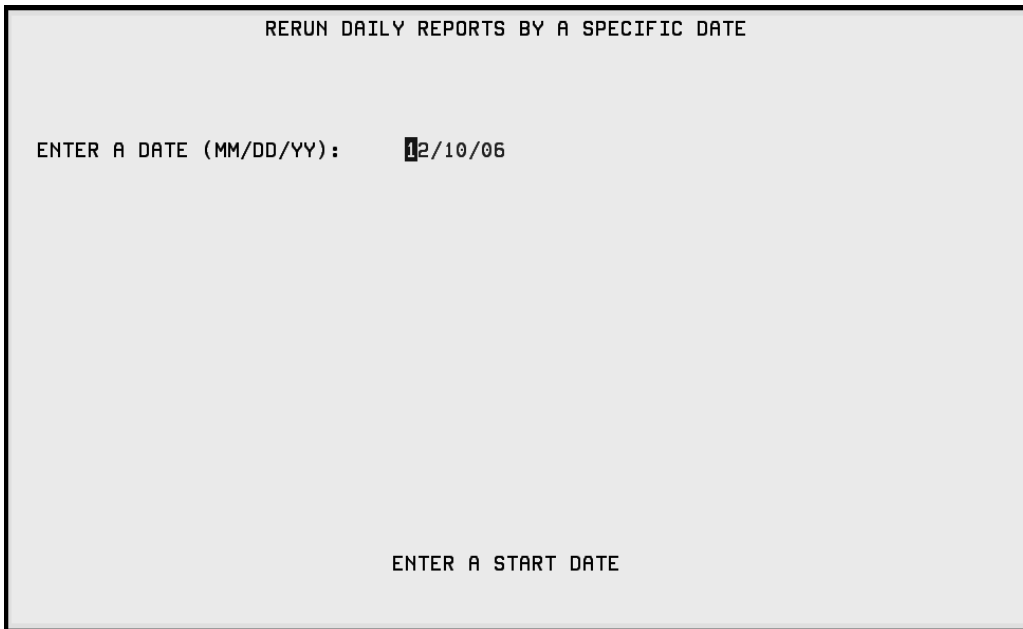 RERUN DAILY REPORTS BY A SPECIFIC DATE
ENTER A DATE (MM/DD/YY): 12/10/06
ENTER A START DATE